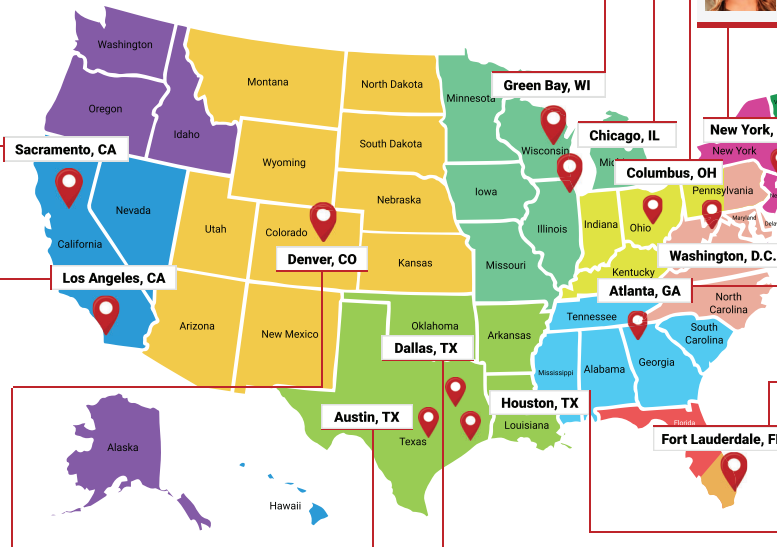 Washington
Montana
North Dakota
Minnesota
Green Bay, WI
Oregon
Idaho
South Dakota
Wisconsin
Chicago, IL
New York,
New York
Sacramento, CA
Wyoming
Columbus, OH
Pennsylvania
Iowa
Nebraska
Nevada
Utah
Colorado
Illinois
Indiana
Ohio
Maryland
California
Denver, CO
Kansas
Missouri
Kentucky
Washington, D.C.
Los Angeles, CA
Atlanta, GA
North
Carolina
Arizona
New Mexico
Oklahoma
Arkansas
Tennessee
South
Carolina
Dallas, TX
Mississippi
Alabama
Georgia
Austin, TX
Houston, TX
Texas
Louisiana
Florida
Fort Lauderdale, F
Alaska
Hawaii